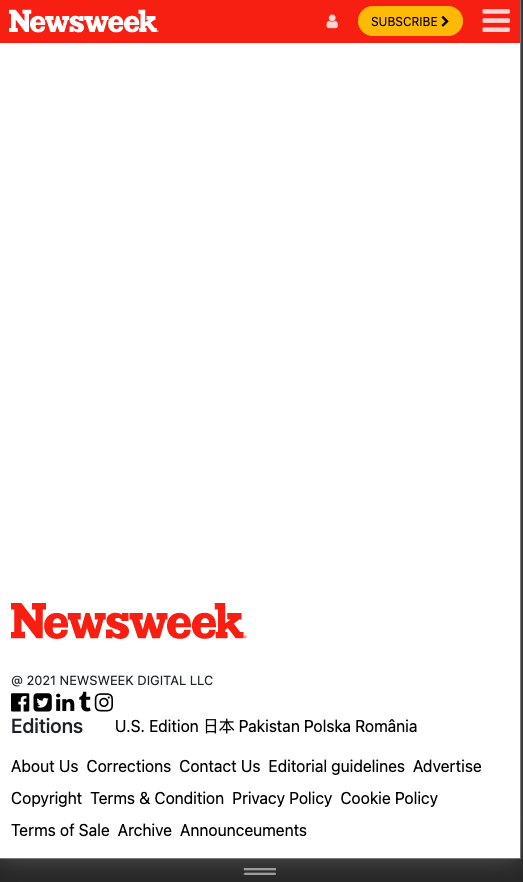 Newsweek
SUBSCRIBE
Newsweek
@ 2021 NEWSWEEK DIGITAL LLC
Editions U.S. Edition 日本 Pakistan Polska România
About Us Corrections Contact Us Editorial guidelines Advertise
Copyright Terms & Condition Privacy Policy Cookie Policy
Terms of Sale Archive Announceuments